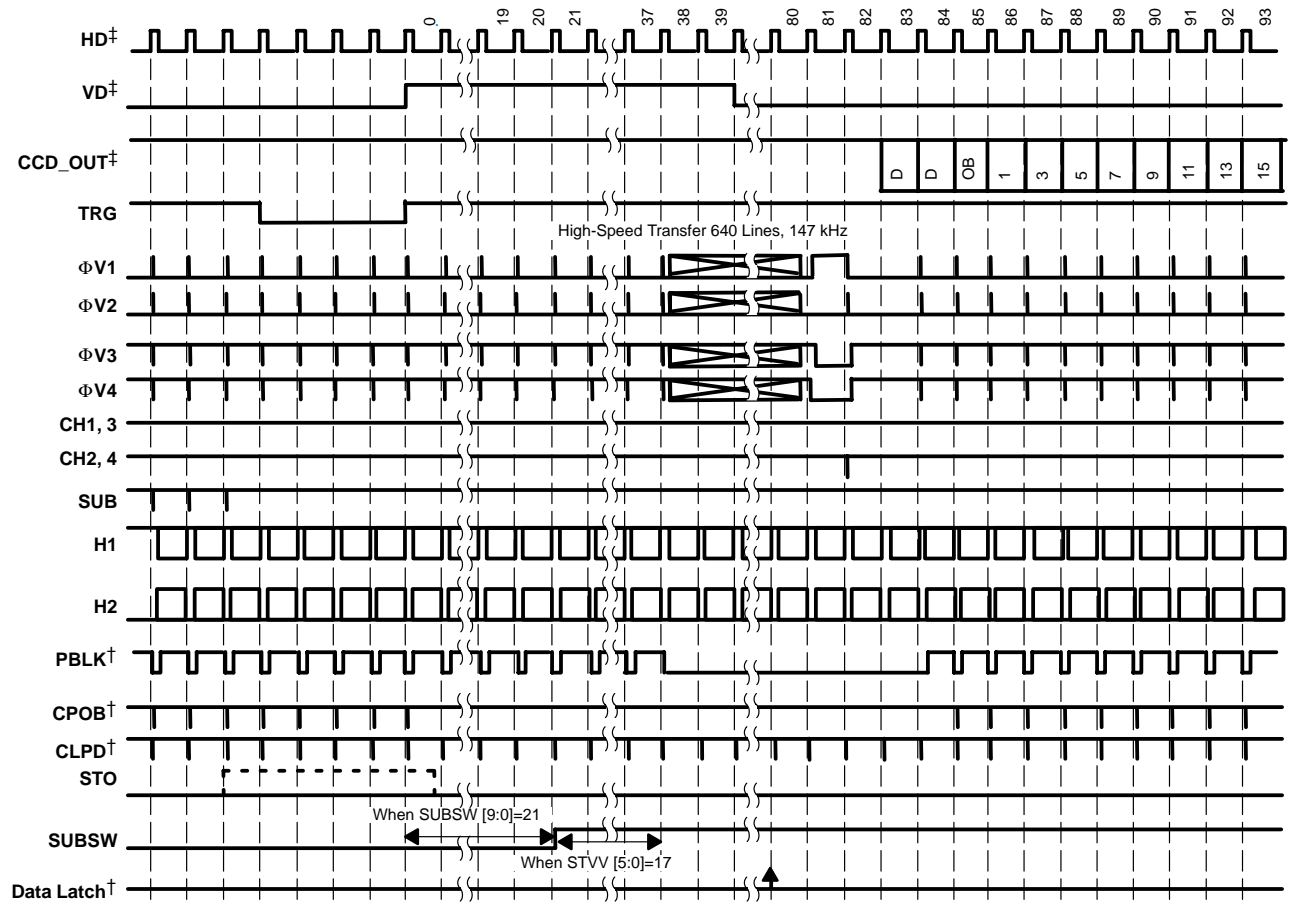 0. 19 20 21 37 38 39 80 81 82 83 84 85 86 87 88 89 90 91 92 93
HD‡
VD‡
CCD_OUT‡ D D OB 1 3 5 7 9 11 13 15
TRG
High-Speed Transfer 640 Lines, 147 kHz
ΦV1
ΦV2
ΦV3
ΦV4
CH1, 3
CH2, 4
SUB
H1
H2
PBLK†
CPOB†
CLPD†
STO
When SUBSW [9:0]=21
SUBSW
When STVV [5:0]=17
Data Latch†